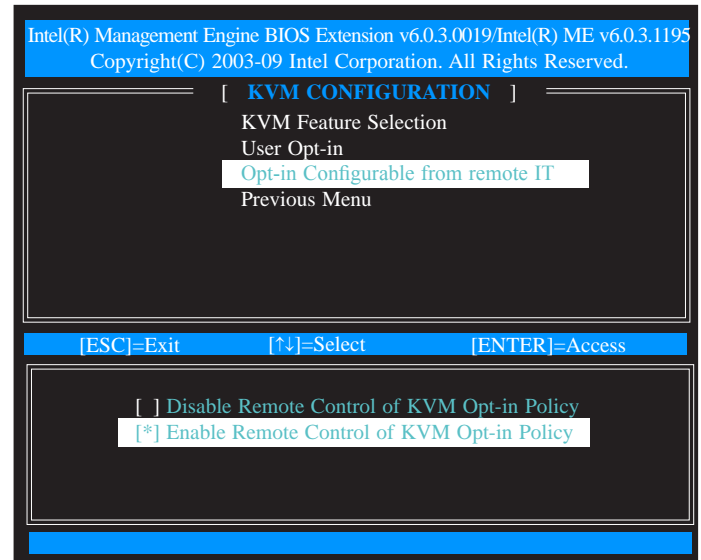 Intel(R) Management Engine BIOS Extension v6.0.3.0019/Intel(R) ME v6.0.3.1195
Copyright(C) 2003-09 Intel Corporation. All Rights Reserved.
[ KVM CONFIGURATION ]
KVM Feature Selection
User Opt-in
Opt-in Configurable from remote IT
Previous Menu
[ESC]=Exit [↑↓]=Select [ENTER]=Access
[ ] Disable Remote Control of KVM Opt-in Policy
[*] Enable Remote Control of KVM Opt-in Policy